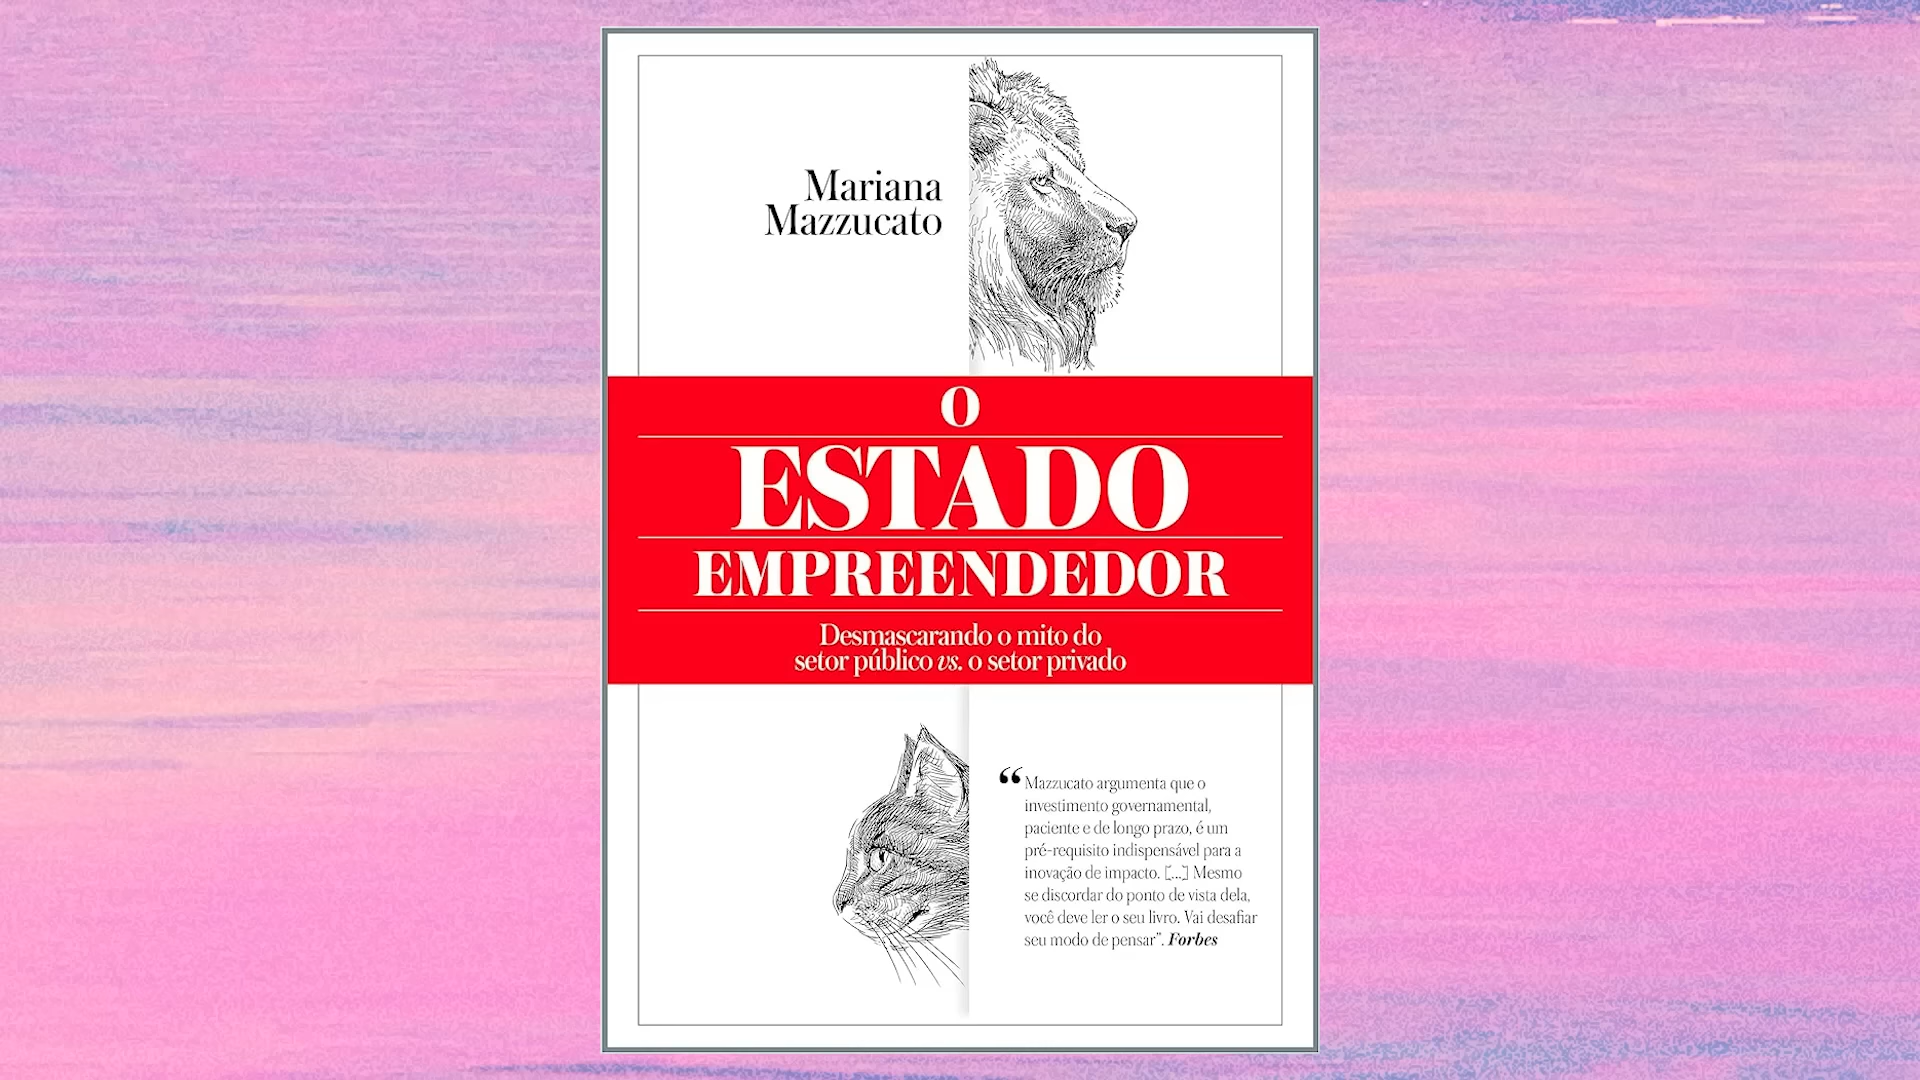 Mariana
Mazzucato
O
ESTADO
EMPREENDEDOR
Desmascarando o mito do
setor público vs. o setor privado
“Mazzucato argumenta que o
investimento governamental,
paciente e de longo prazo, é um
pré-requisito indispensável para a
inovação de impacto. [...] Mesmo
se discordar do ponto de vista dela,
você deve ler o seu livro. Vai desafiar
seu modo de pensar”. Forbes